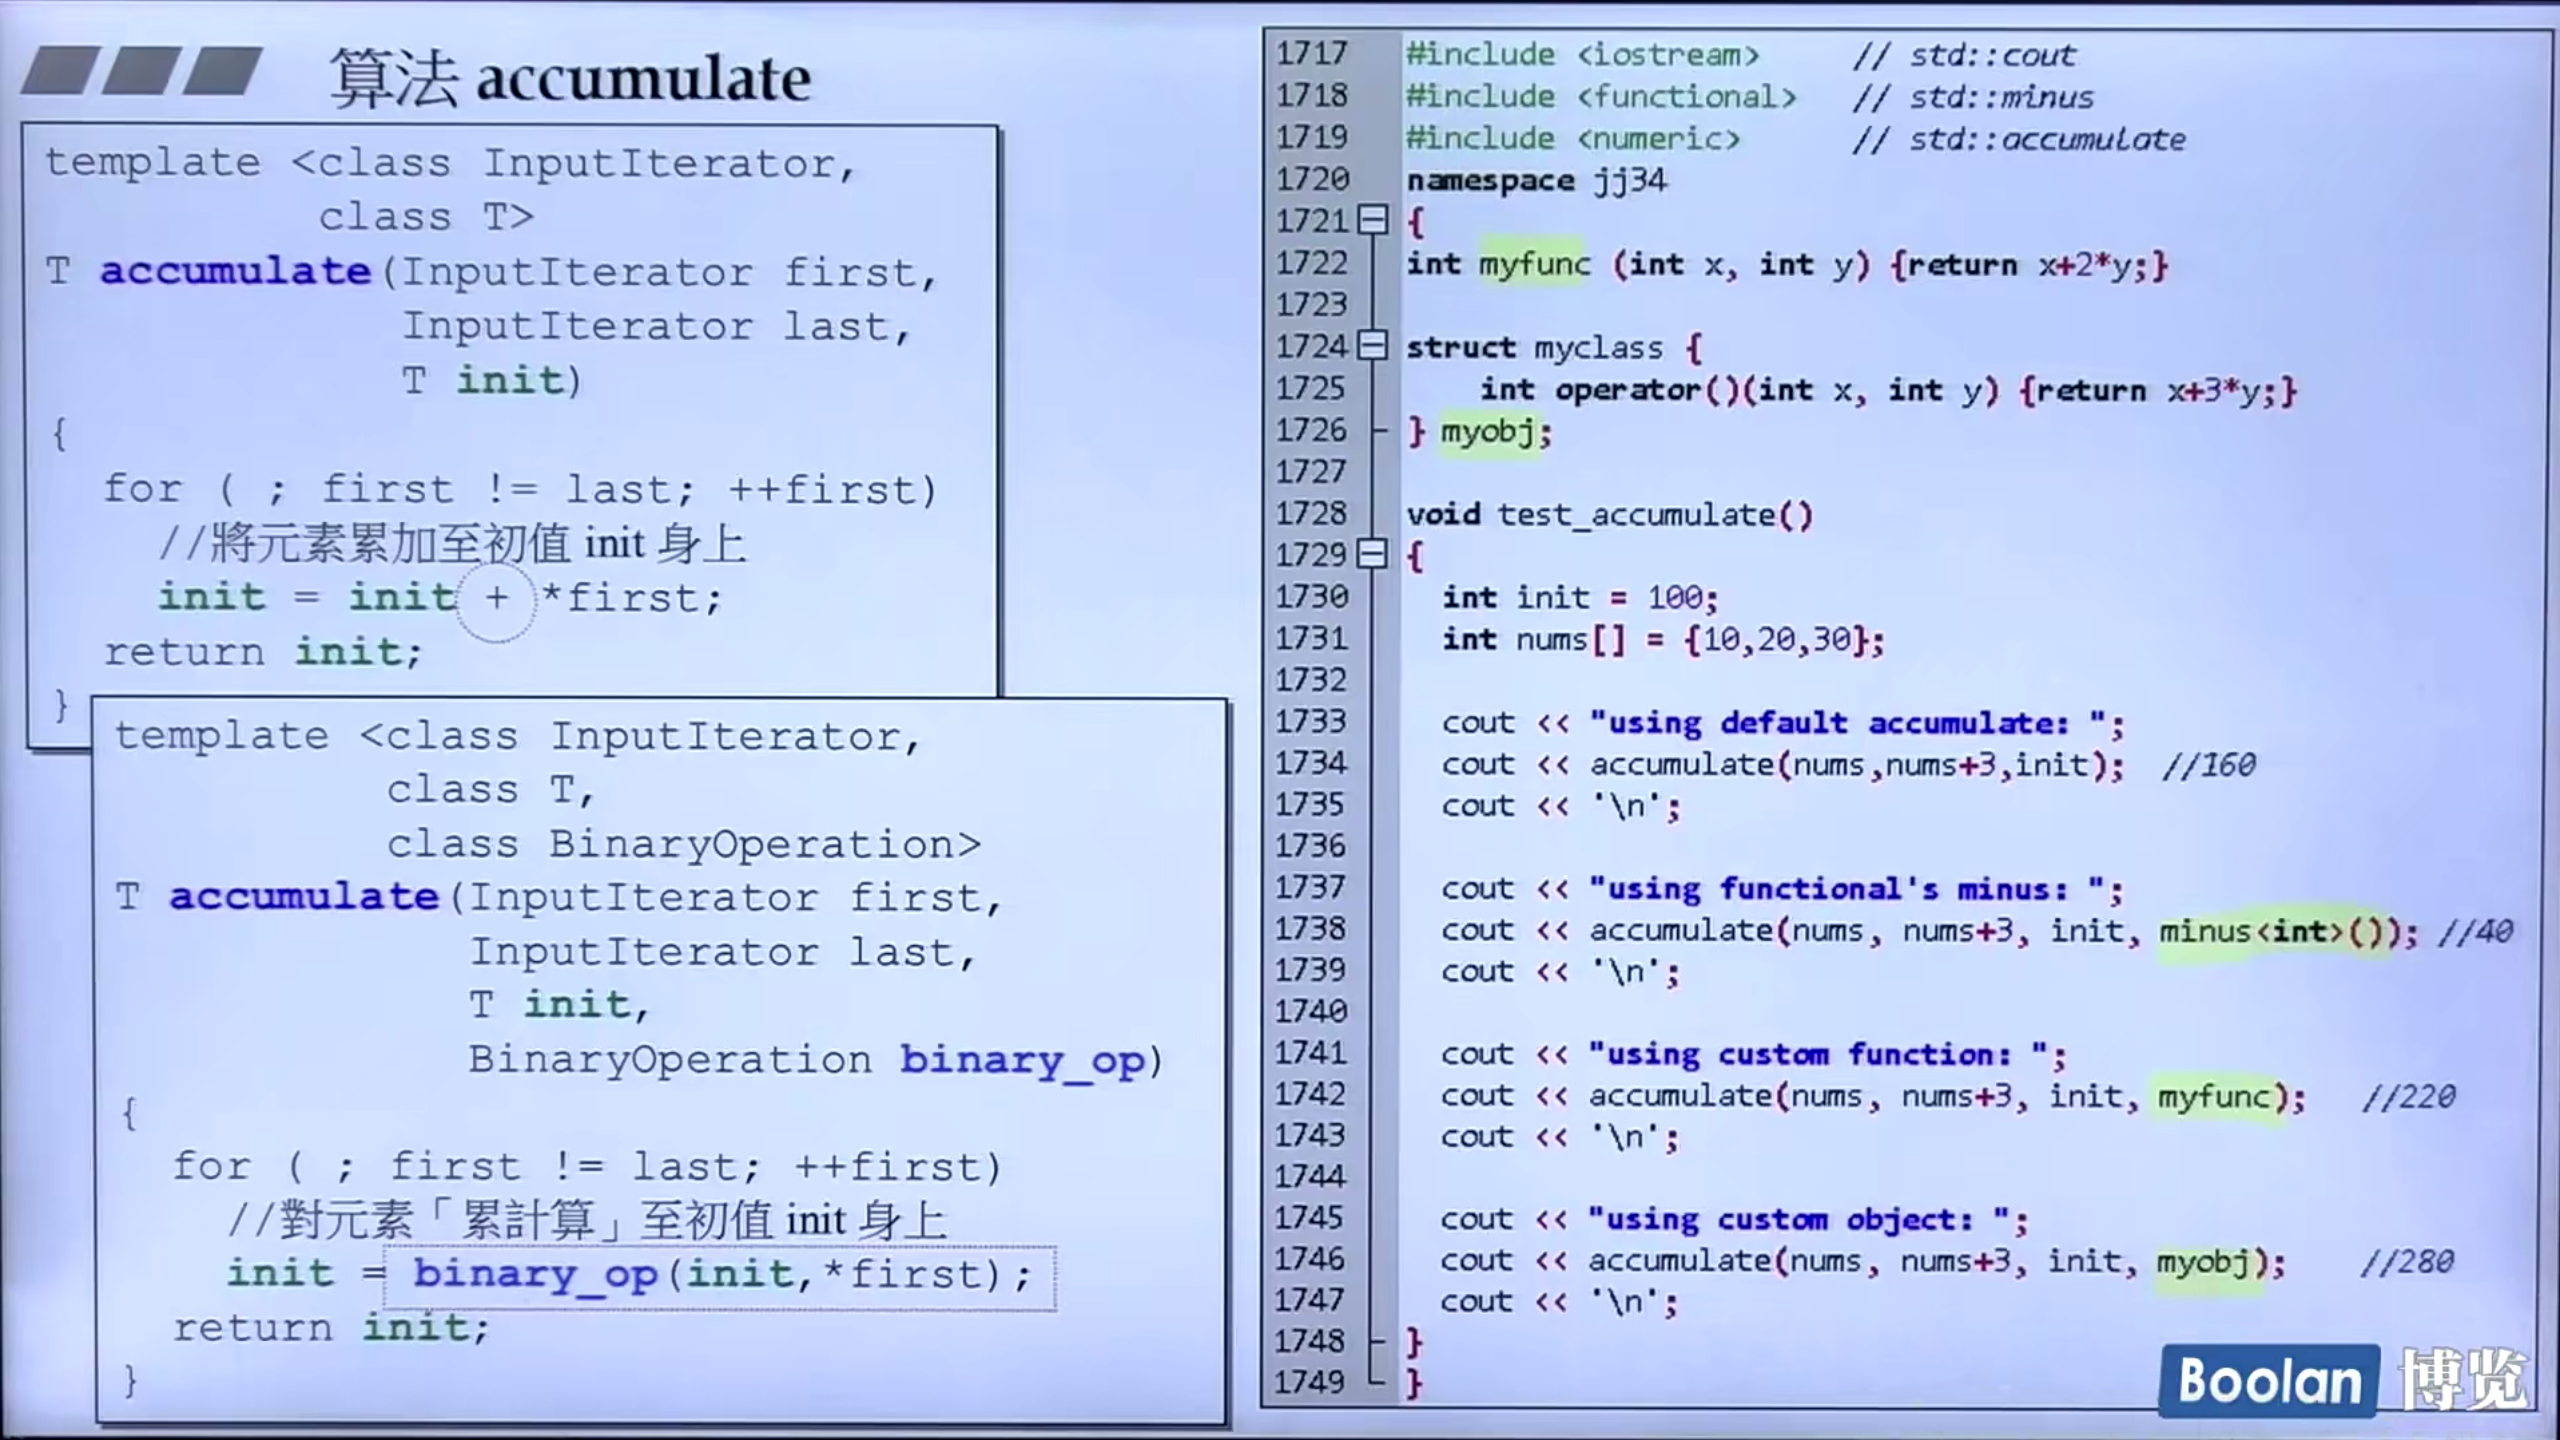 算法 accumulate
template <class InputIterator,
class T>
T accumulate(InputIterator first,
InputIterator last,
T init)
{
for ( ; first != last; ++first)
//將元素累加至初值 init 身上
init = init + *first;
return init;
}
template <class InputIterator,
class T,
class BinaryOperation>
T accumulate(InputIterator first,
InputIterator last,
T init,
BinaryOperation binary_op)
{
for ( ; first != last; ++first)
//對元素「累計算」至初值 init 身上
init = binary_op(init,*first);
return init;
}
1717 #include <iostream> // std::cout
1718 #include <functional> // std::minus
1719 #include <numeric> // std::accumulate
1720 namespace jj34
1721 {
1722 int myfunc (int x, int y) {return x+2*y;}
1723
1724 struct myclass {
1725 int operator()(int x, int y) {return x+3*y;}
1726 } myobj;
1727
1728 void test_accumulate()
1729 {
1730 int init = 100;
1731 int nums[] = {10,20,30};
1732
1733 cout << "using default accumulate: ";
1734 cout << accumulate(nums,nums+3,init); //160
1735 cout << '\n';
1736
1737 cout << "using functional's minus: ";
1738 cout << accumulate(nums, nums+3, init, minus<int>()); //40
1739 cout << '\n';
1740
1741 cout << "using custom function: ";
1742 cout << accumulate(nums, nums+3, init, myfunc); //220
1743 cout << '\n';
1744
1745 cout << "using custom object: ";
1746 cout << accumulate(nums, nums+3, init, myobj); //280
1747 cout << '\n';
1748 }
1749 }
Boolan 博览